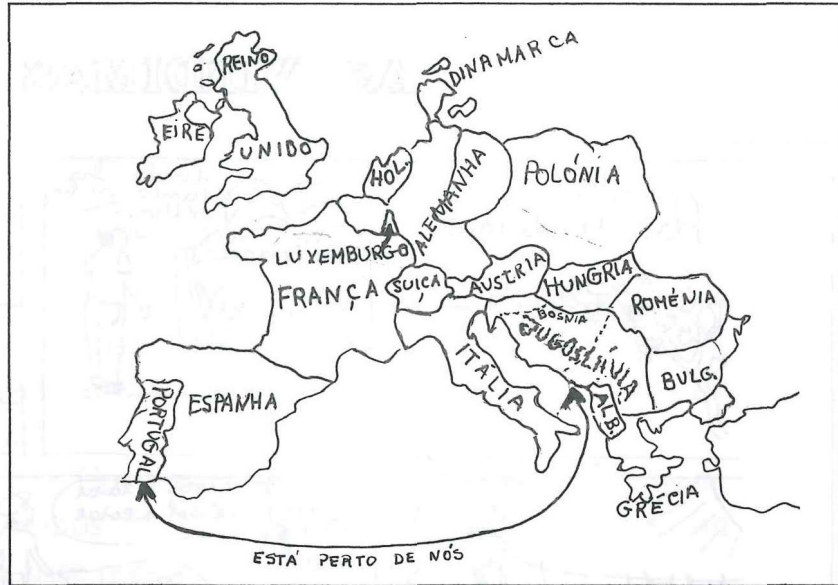 REINO
UNIDO
EIRE
DINAMARCA
HOL.
ALEMANHA
POLÓNIA
LUXEMBURGO
FRANÇA
SUIÇA
AUSTRIA
HUNGRIA
ROMÉNIA
BOSNIA
JUGOSLÁVIA
BULG.
ITÁLIA
ALB.
GRÉCIA
PORTUGAL
ESPANHA
ESTÁ PERTO DE NÓS